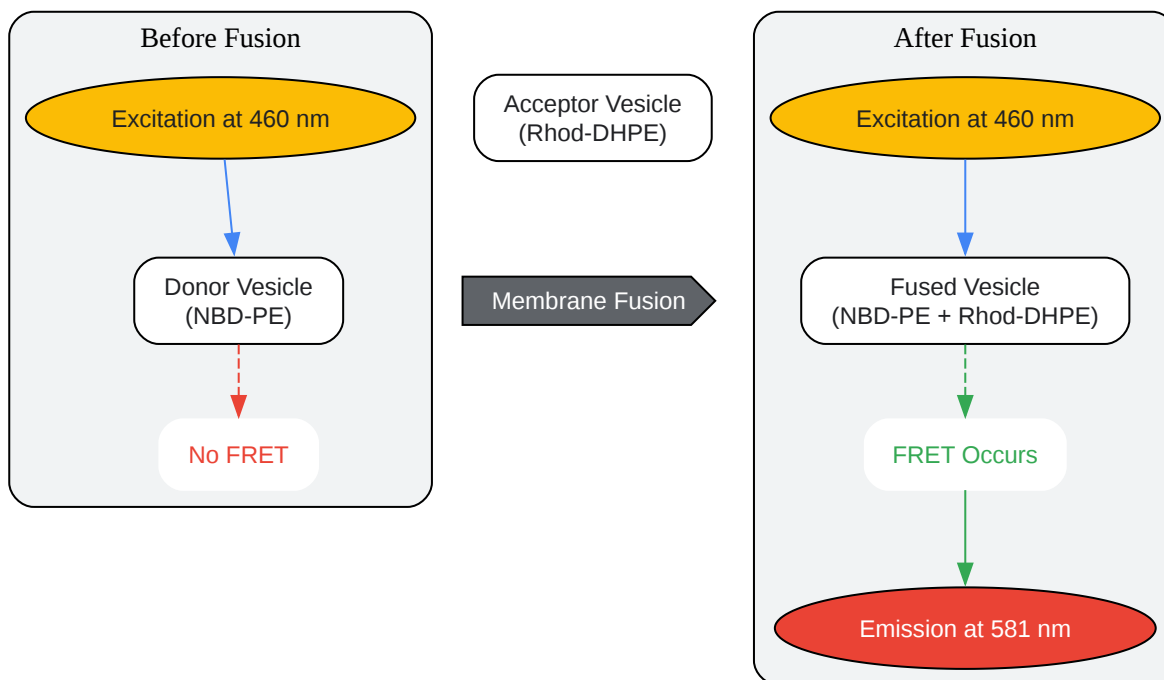 Before Fusion
Excitation at 460 nm
Donor Vesicle
(NBD-PE)
No FRET
Acceptor Vesicle
(Rhod-DHPE)
Membrane Fusion
After Fusion
Excitation at 460 nm
Fused Vesicle
(NBD-PE + Rhod-DHPE)
FRET Occurs
Emission at 581 nm